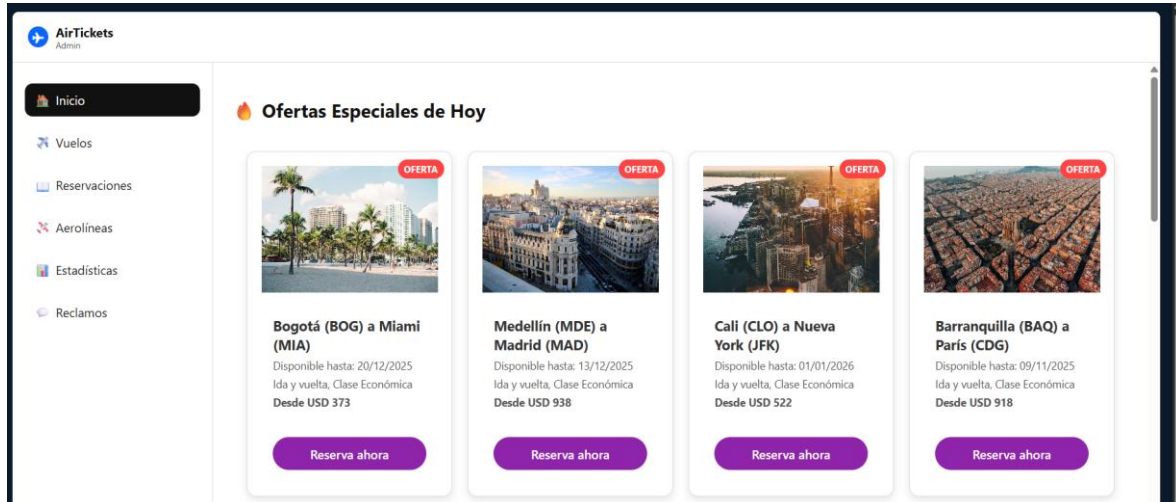 AirTickets
Admin
Inicio
Vuelos
Reservaciones
Aerolíneas
Estadísticas
Reclamos
Ofertas Especiales de Hoy
OFERTA
Bogotá (BOG) a Miami
(MIA)
Disponible hasta: 20/12/2025
Ida y vuelta, Clase Económica
Desde USD 373
Reserva ahora
OFERTA
Medellín (MDE) a
Madrid (MAD)
Disponible hasta: 13/12/2025
Ida y vuelta, Clase Económica
Desde USD 938
Reserva ahora
OFERTA
Cali (CLO) a Nueva
York (JFK)
Disponible hasta: 01/01/2026
Ida y vuelta, Clase Económica
Desde USD 522
Reserva ahora
OFERTA
Barranquilla (BAQ) a
París (CDG)
Disponible hasta: 09/11/2025
Ida y vuelta, Clase Económica
Desde USD 918
Reserva ahora